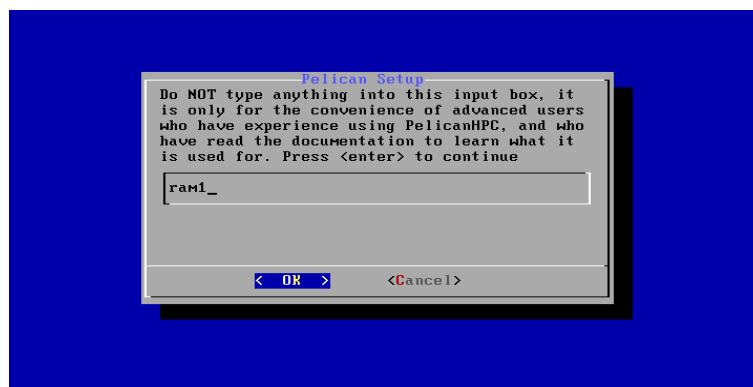 Pelican Setup
Do NOT type anything into this input box, it
is only for the convenience of advanced users
who have experience using PelicanHPC, and who
have read the documentation to learn what it
is used for. Press <enter> to continue
ram1_
< OK > <Cancel>